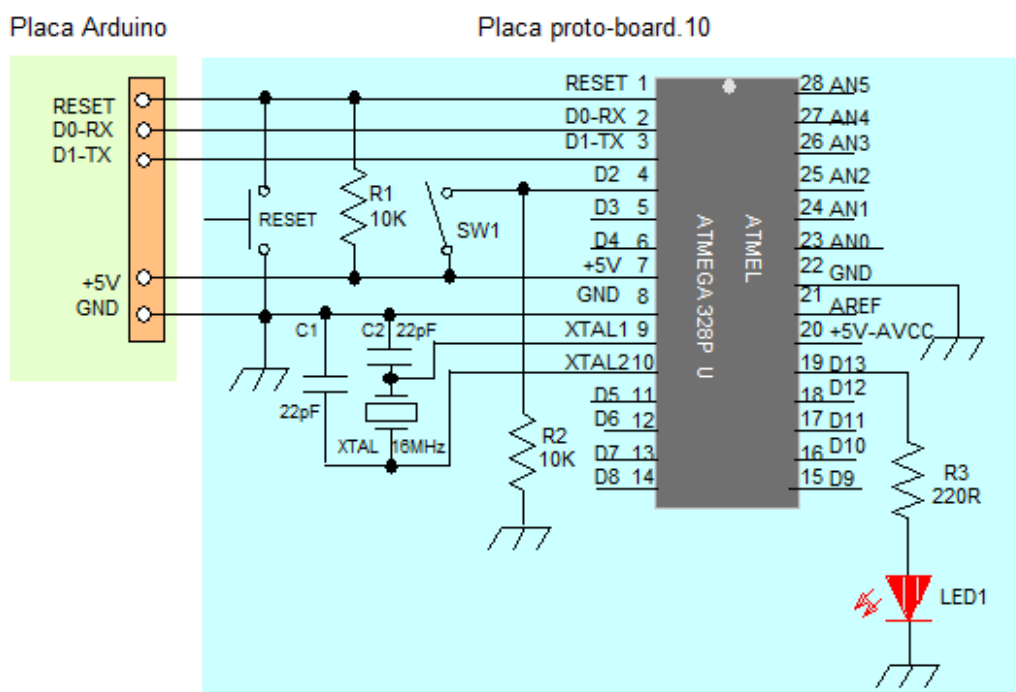 Placa Arduino
Placa proto-board.10
RESET
D0-RX
D1-TX
+5V
GND
RESET
R1
10K
SW1
C1
22pF
C2 22pF
XTAL 16MHz
R2
10K
RESET 1
D0-RX 2
D1-TX 3
D2 4
D3 5
D4 6
+5V 7
GND 8
XTAL1 9
XTAL2 10
D5 11
D6 12
D7 13
D8 14
ATMEL
ATMEGA328P U
28 AN5
27 AN4
26 AN3
25 AN2
24 AN1
23 AN0
22 GND
21 AREF
20 +5V-AVCC
19 D13
18 D12
17 D11
16 D10
15 D9
R3
220R
LED1